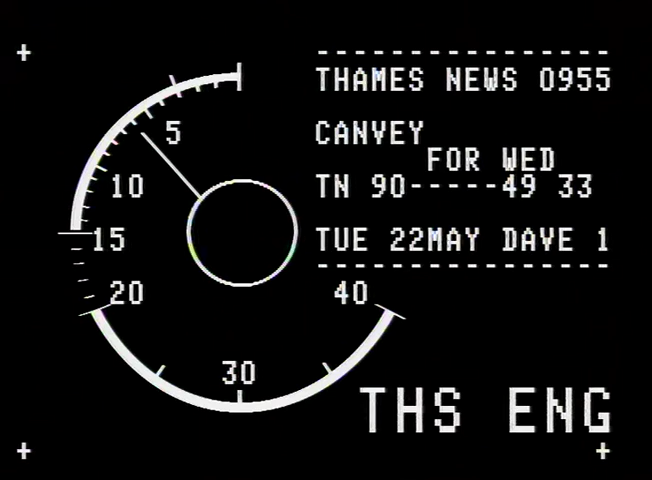 THAMES NEWS 0955
CANVEY
FOR WED
TN 90-----49 33
TUE 22MAY DAVE 1
5
10
15
20
30
40
THS ENG